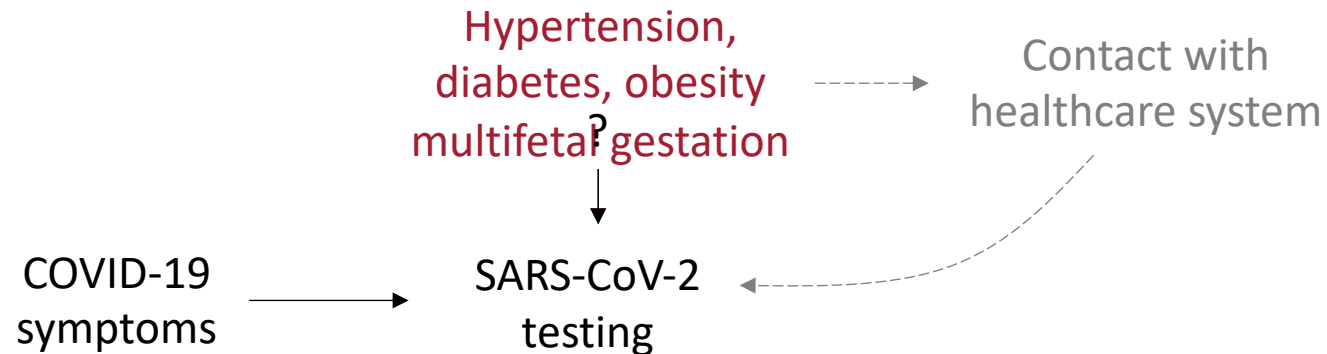 Hypertension,
diabetes, obesity
?
multifetal gestation
Contact with
healthcare system
COVID-19
symptoms
SARS-CoV-2
testing